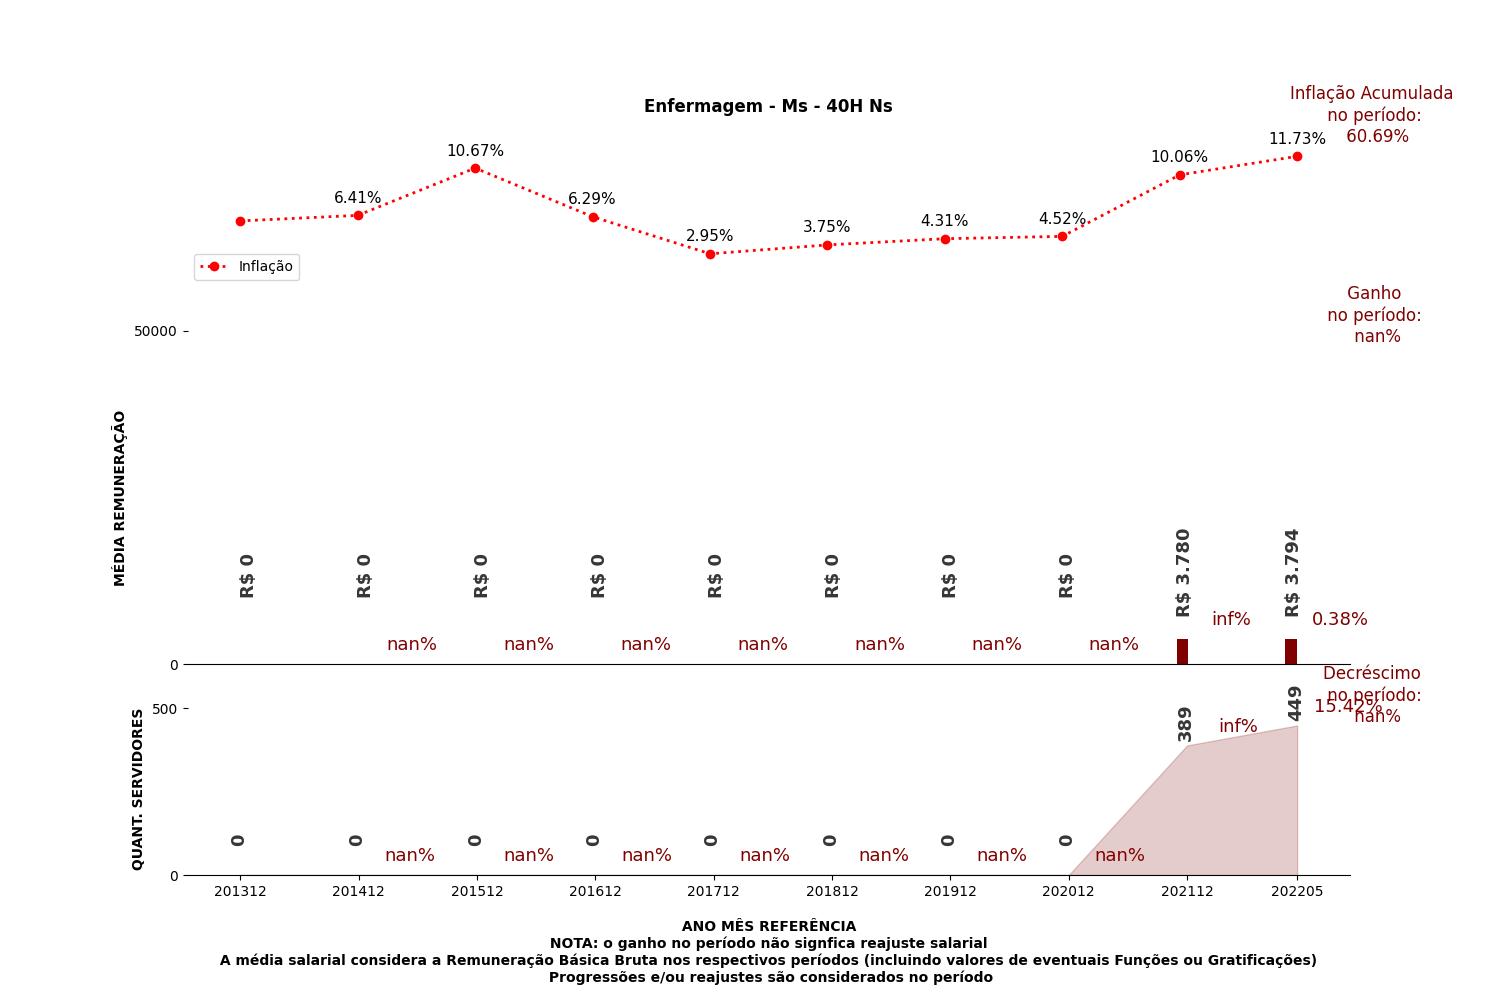 Enfermagem - Ms - 40H Ns
Inflação Acumulada
no período:
60.69%
6.41%
10.67%
6.29%
2.95%
3.75%
4.31%
4.52%
10.06%
11.73%
Inflação
Ganho
no período:
nan%
50000
0
MÉDIA REMUNERAÇÃO
R$ 0
R$ 0
R$ 0
R$ 0
R$ 0
R$ 0
R$ 0
R$ 0
R$ 3.780
R$ 3.794
nan%
nan%
nan%
nan%
nan%
nan%
nan%
inf%
0.38%
Decréscimo
no período:
nan%
500
0
QUANT. SERVIDORES
0
0
0
0
0
0
0
0
389
449
nan%
nan%
nan%
nan%
nan%
nan%
nan%
inf%
15.42%
201312
201412
201512
201612
201712
201812
201912
202012
202112
202205
ANO MÊS REFERÊNCIA
NOTA: o ganho no período não signfica reajuste salarial
A média salarial considera a Remuneração Básica Bruta nos respectivos períodos (incluindo valores de eventuais Funções ou Gratificações)
Progressões e/ou reajustes são considerados no período